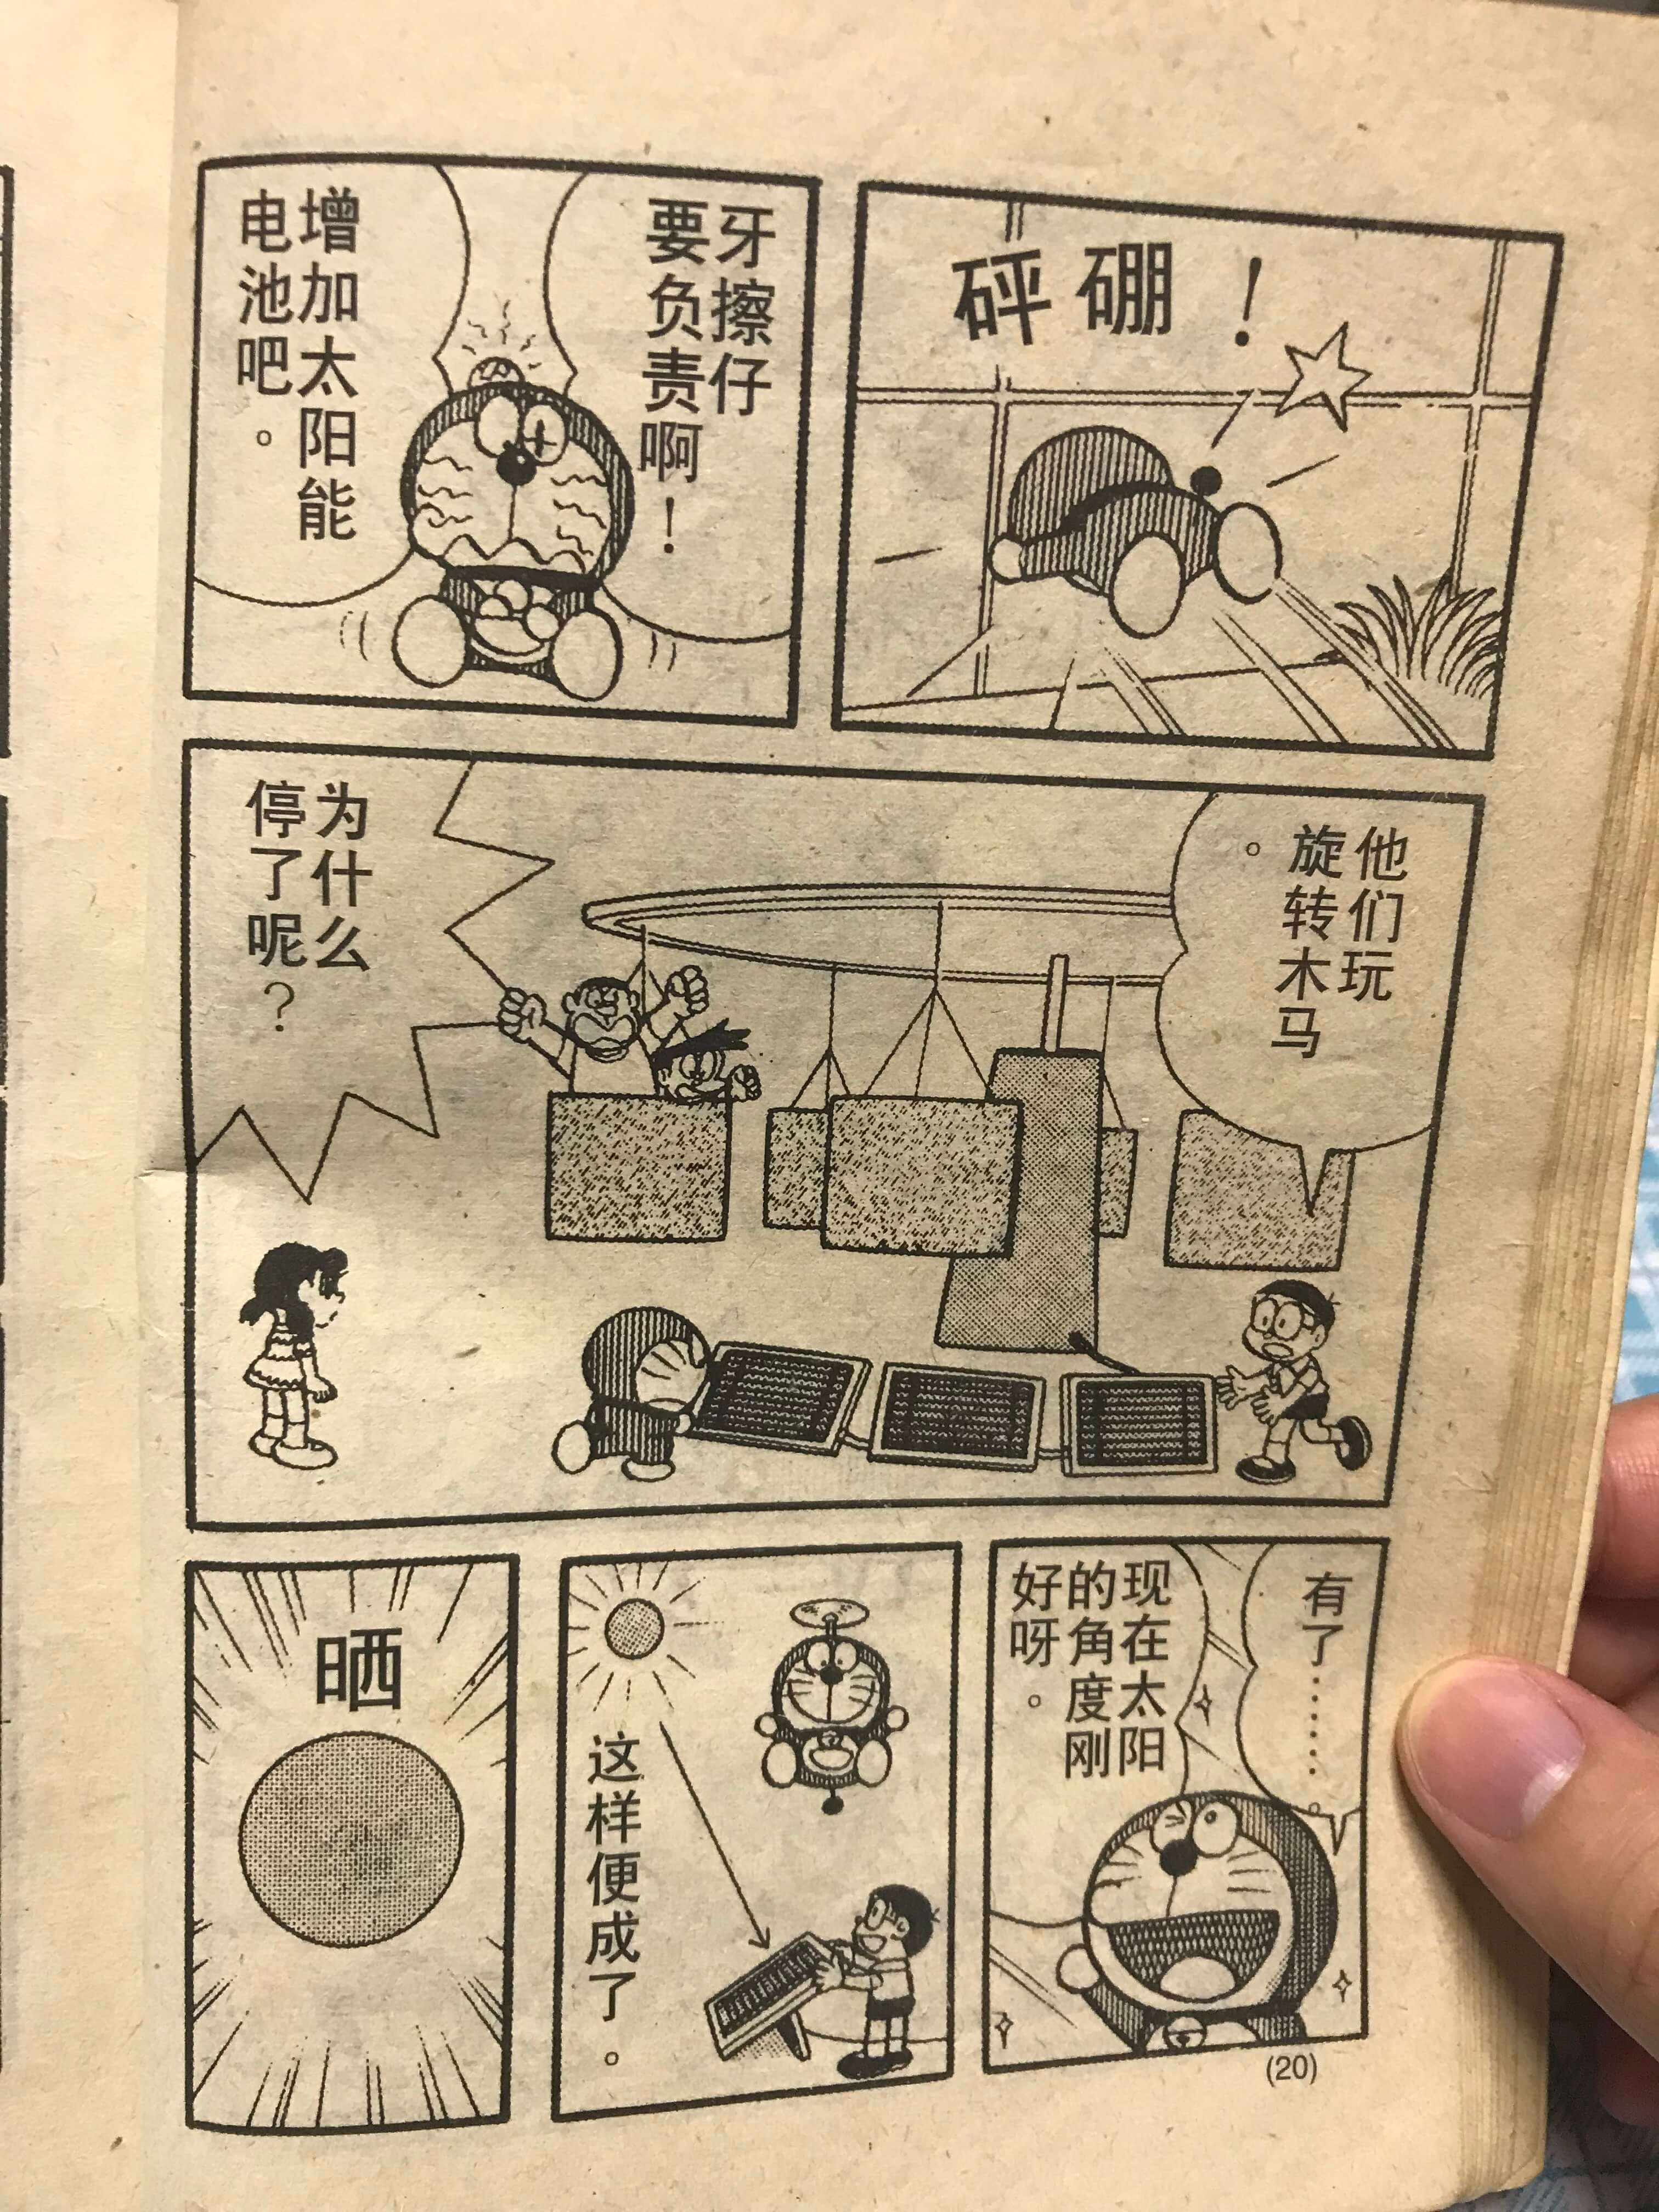 砰硼！
牙擦仔
要负责啊！
增加太阳能
电池吧。
他们玩
旋转木马
。
为什么
停了呢？
有了……。
现在太阳
的角度刚
好呀。
这样便成了。
晒
(20)